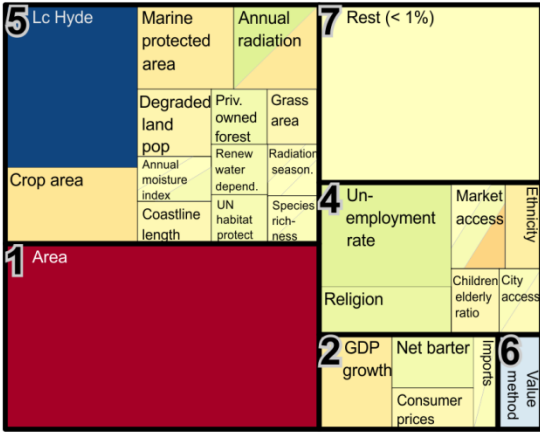 5
Lc Hyde
Marine
protected
area
Annual
radiation
Degraded
land
pop
Priv.
owned
forest
Grass
area
Annual
moisture
index
Renew
water
depend.
Radiation
season.
Crop area
Coastline
length
UN
habitat
protect
Species
rich-
ness
7
Rest (< 1%)
4
Un-
employment
rate
Market
access
Ethnicity
Religion
Children
elderly
ratio
City
access
1
Area
2
GDP
growth
Net barter
Imports
Consumer
prices
6
Value
method